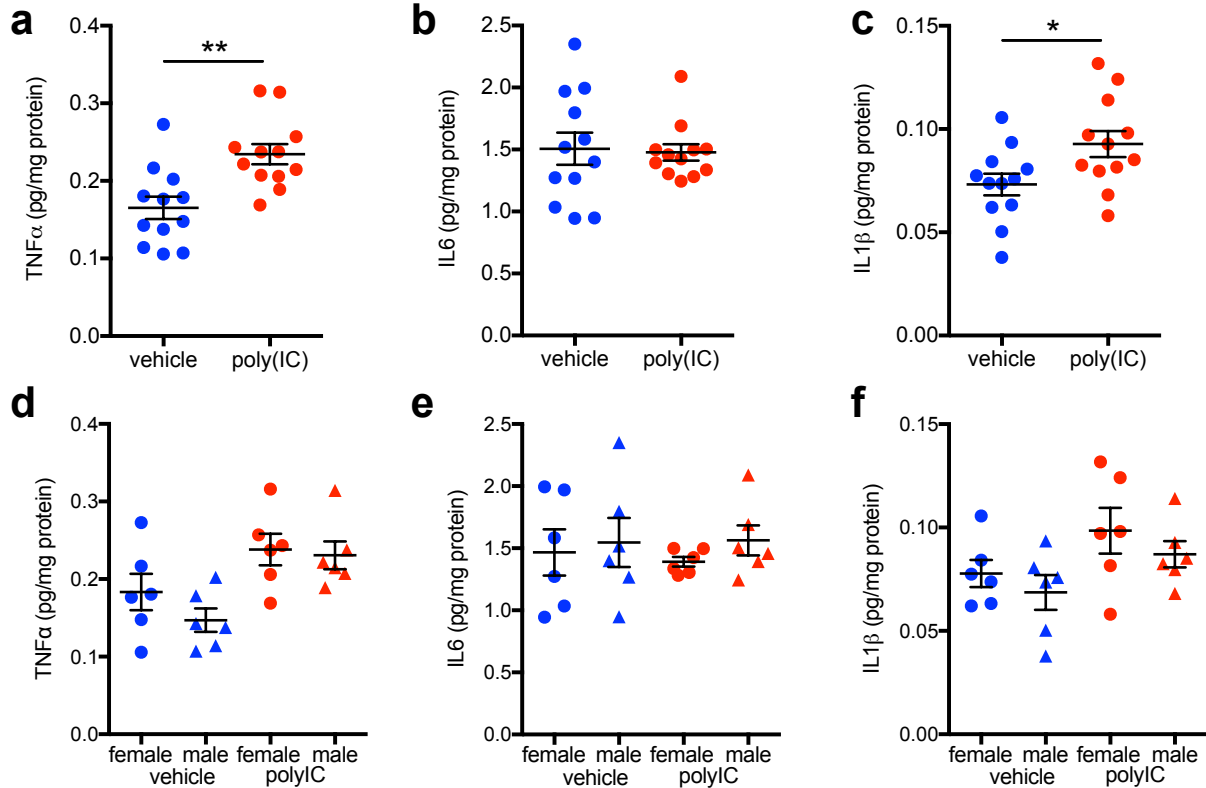 a
TNFα (pg/mg protein)
0.4
0.3
0.2
0.1
0.0
**
vehicle poly(IC)
b
IL6 (pg/mg protein)
2.5
2.0
1.5
1.0
0.5
0.0
vehicle poly(IC)
c
IL1β (pg/mg protein)
0.15
0.10
0.05
0.00
*
vehicle poly(IC)
d
TNFα (pg/mg protein)
0.4
0.3
0.2
0.1
0.0
female male female male
vehicle polyIC
e
IL6 (pg/mg protein)
2.5
2.0
1.5
1.0
0.5
0.0
female male female male
vehicle polyIC
f
IL1β (pg/mg protein)
0.15
0.10
0.05
0.00
female male female male
vehicle polyIC